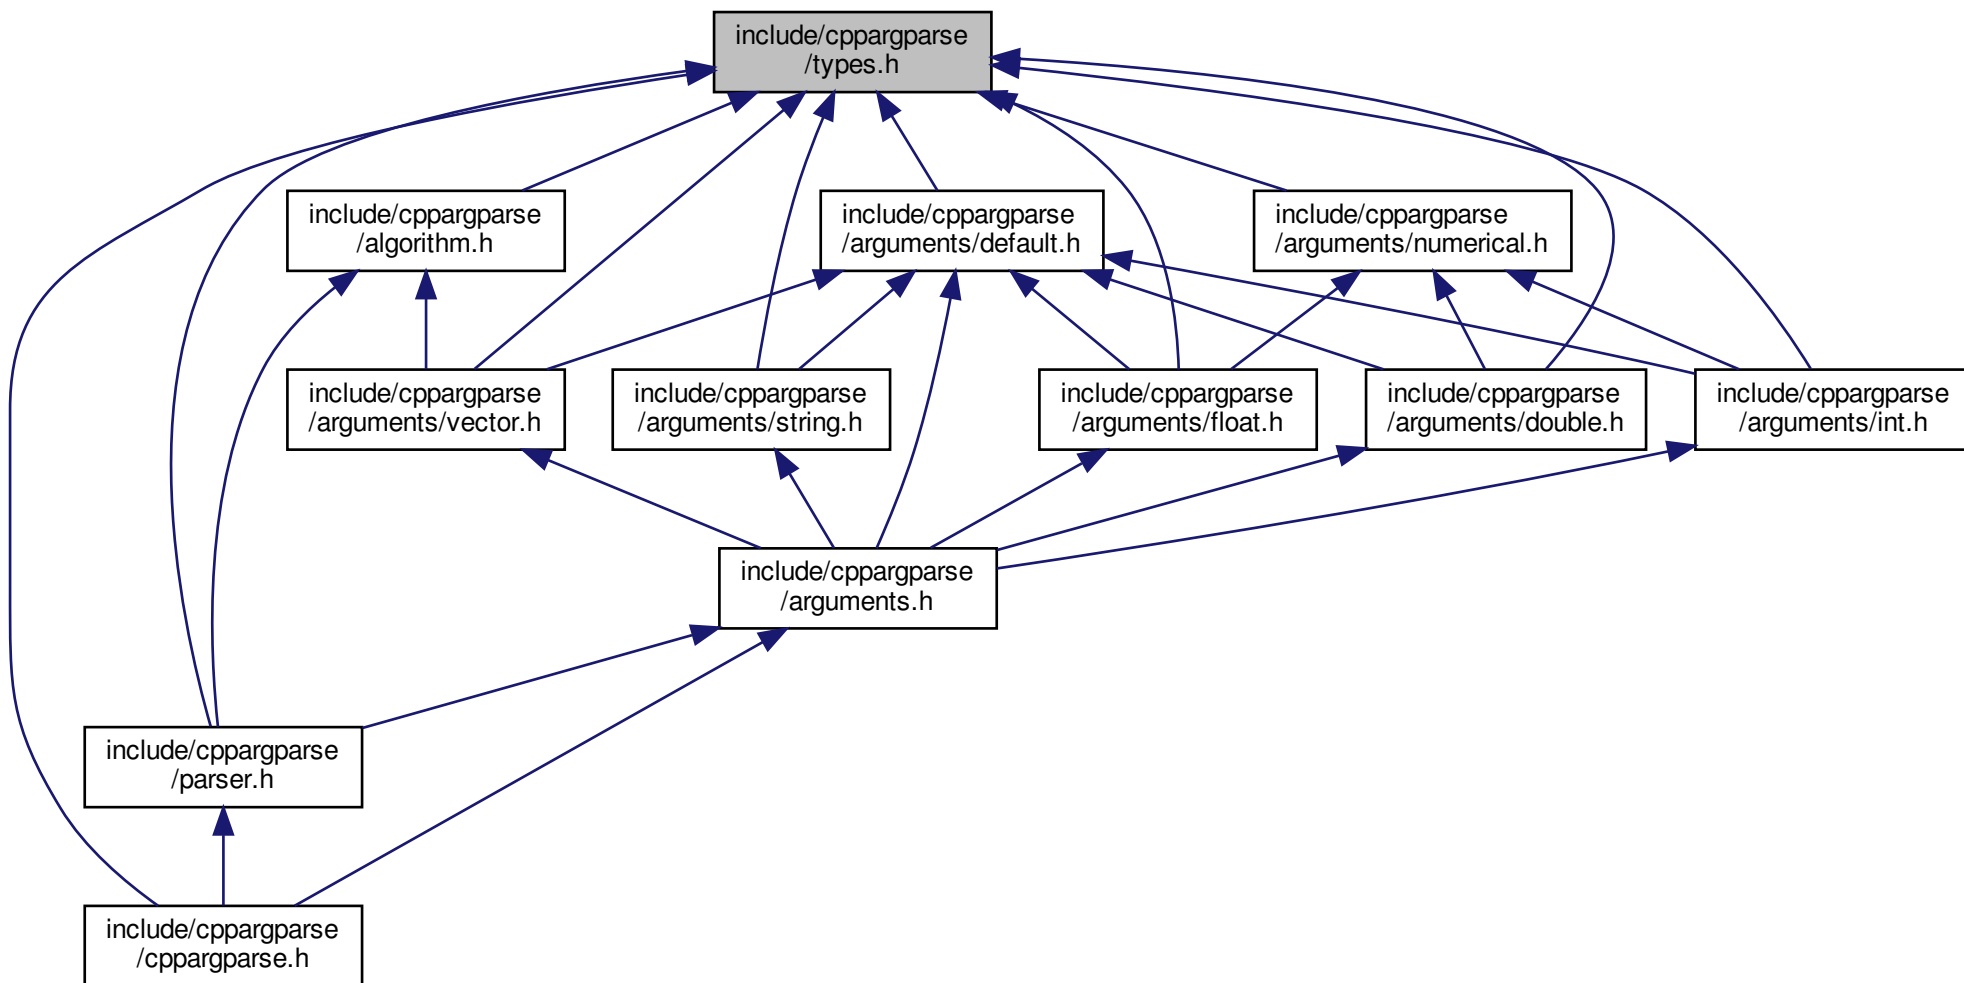 include/cppargparse
/types.h
include/cppargparse
/algorithm.h
include/cppargparse
/arguments/default.h
include/cppargparse
/arguments/numerical.h
include/cppargparse
/arguments/vector.h
include/cppargparse
/arguments/string.h
include/cppargparse
/arguments/float.h
include/cppargparse
/arguments/double.h
include/cppargparse
/arguments/int.h
include/cppargparse
/arguments.h
include/cppargparse
/parser.h
include/cppargparse
/cppargparse.h